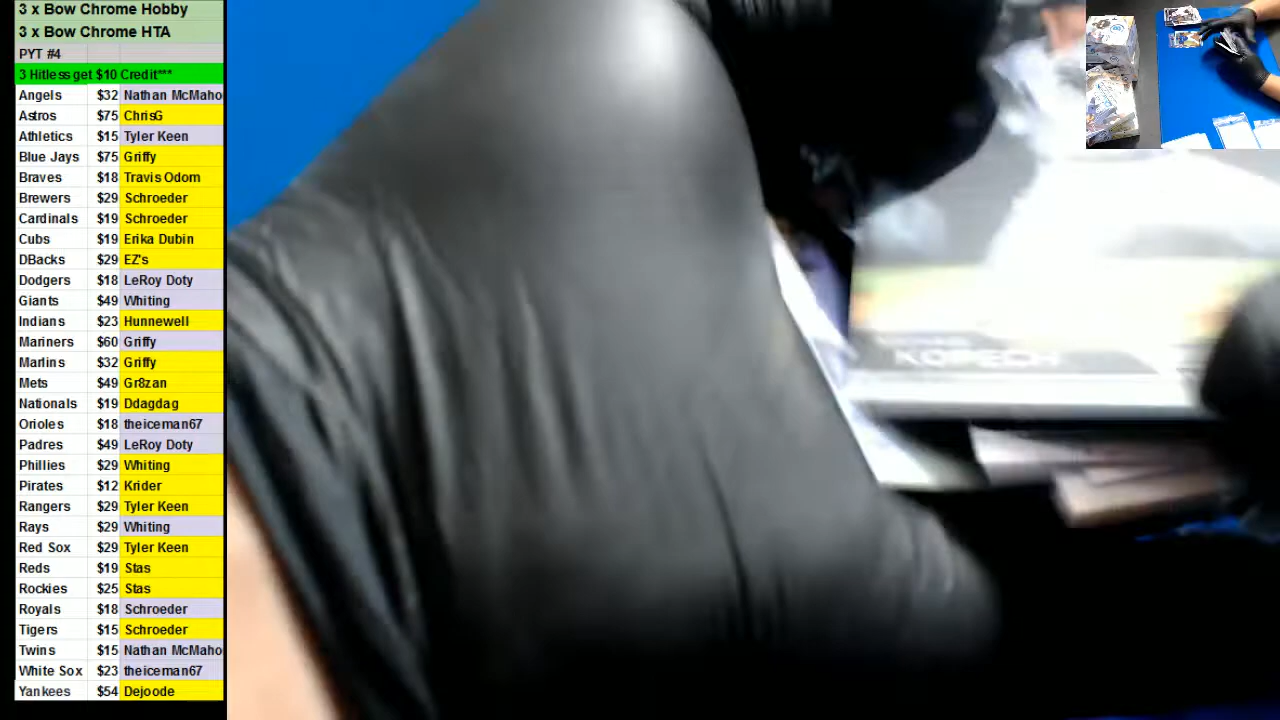 3 x Bow Chrome Hobby
3 x Bow Chrome HTA
PYT #4
3 Hitless get $10 Credit***
Angels $32 Nathan McMaho
Astros $75 ChrisG
Athletics $15 Tyler Keen
Blue Jays $75 Griffy
Braves $18 Travis Odom
Brewers $29 Schroeder
Cardinals $19 Schroeder
Cubs $19 Erika Dubin
DBacks $29 EZ's
Dodgers $18 LeRoy Doty
Giants $49 Whiting
Indians $23 Hunnewell
Mariners $60 Griffy
Marlins $32 Griffy
Mets $49 Gr8zan
Nationals $19 Ddagdag
Orioles $18 theiceman67
Padres $49 LeRoy Doty
Phillies $29 Whiting
Pirates $12 Krider
Rangers $29 Tyler Keen
Rays $29 Whiting
Red Sox $29 Tyler Keen
Reds $19 Stas
Rockies $25 Stas
Royals $18 Schroeder
Tigers $15 Schroeder
Twins $15 Nathan McMaho
White Sox $23 theiceman67
Yankees $54 Dejoode
KOPECH